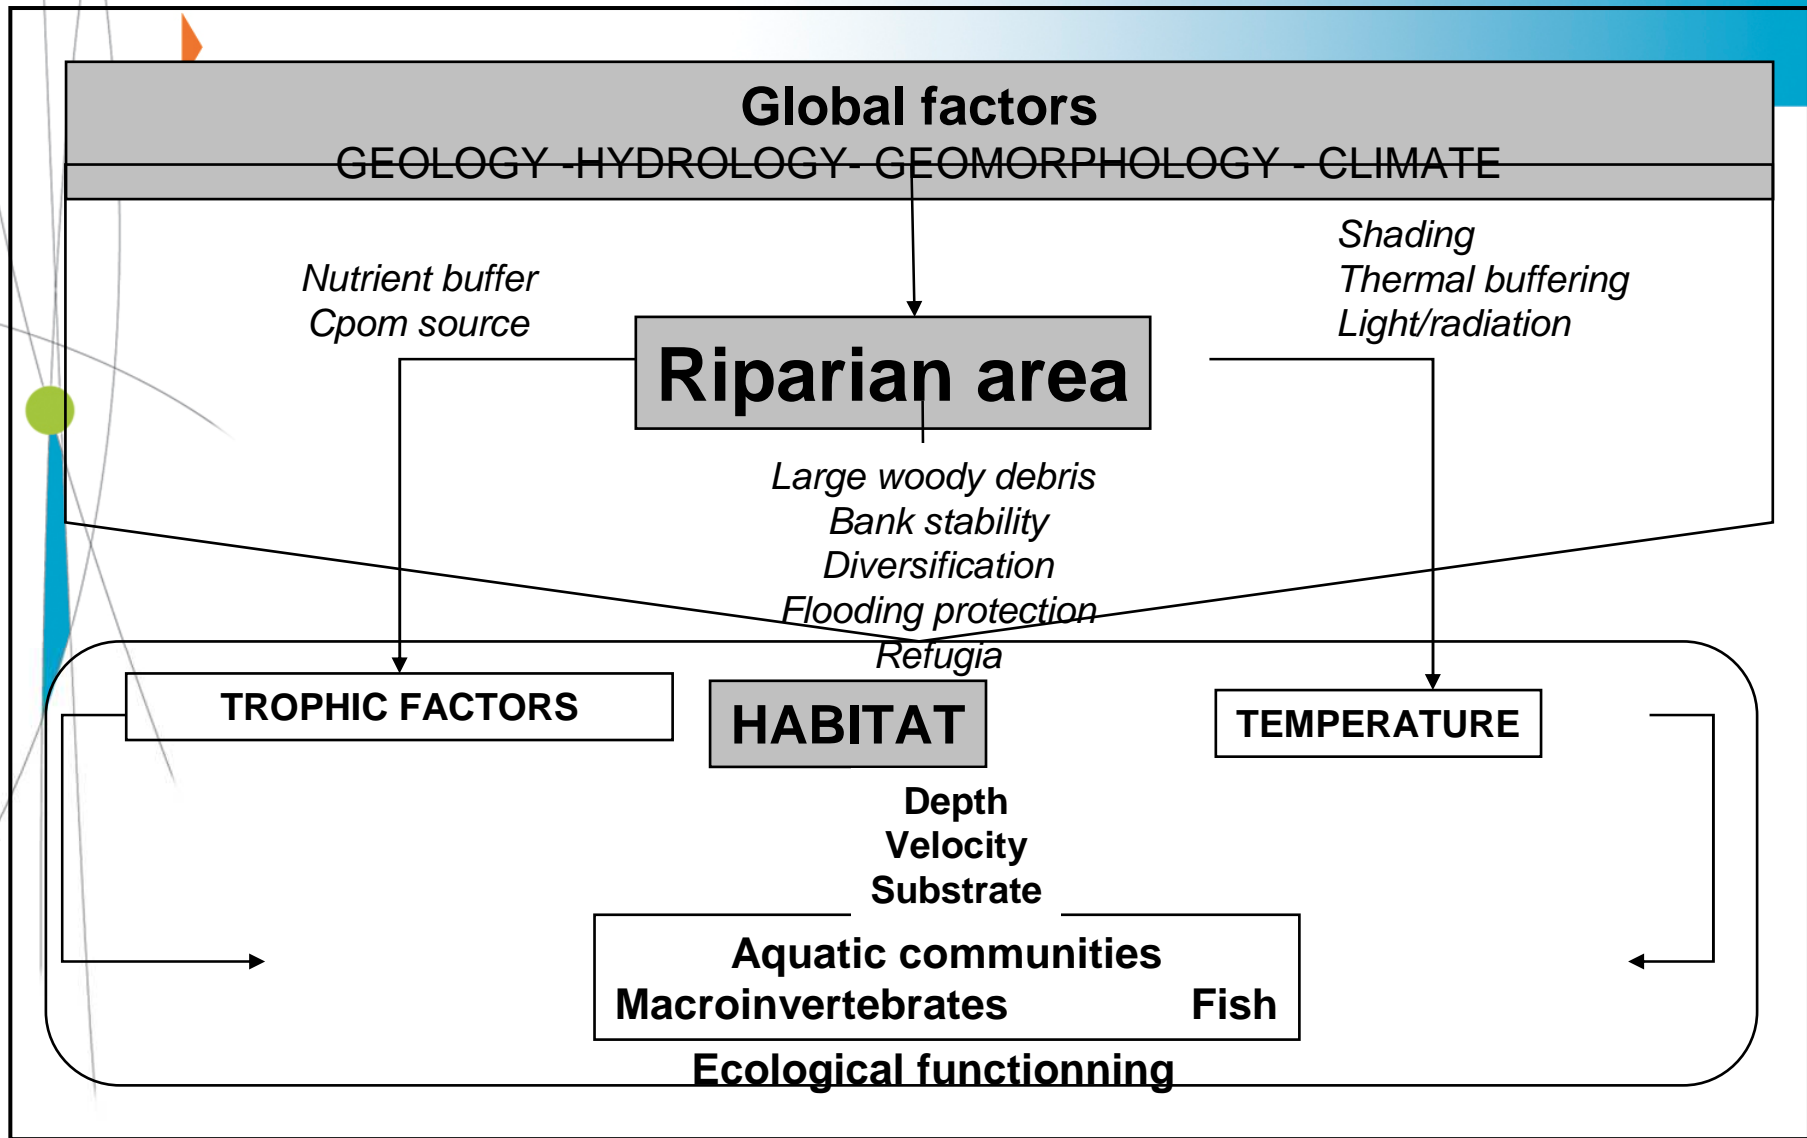 Global factors
GEOLOGY -HYDROLOGY- GEOMORPHOLOGY - CLIMATE
Nutrient buffer
Cpom source
Shading
Thermal buffering
Light/radiation
Riparian area
Large woody debris
Bank stability
Diversification
Flooding protection
Refugia
TROPHIC FACTORS
HABITAT
TEMPERATURE
Depth
Velocity
Substrate
Aquatic communities
Macroinvertebrates Fish
Ecological functionning